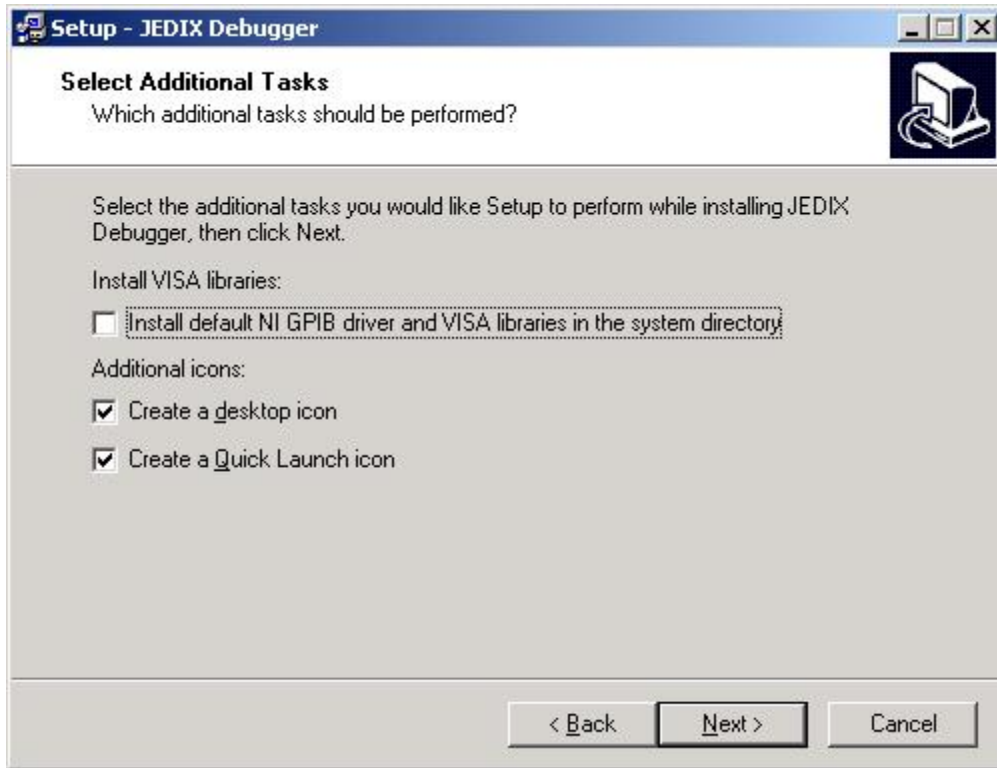 Setup - JEDIX Debugger
Select Additional Tasks
Which additional tasks should be performed?
Select the additional tasks you would like Setup to perform while installing JEDIX
Debugger, then click Next.
Install VISA libraries:
Install default NI GPIB driver and VISA libraries in the system directory
Additional icons:
Create a desktop icon
Create a Quick Launch icon
< Back
Next >
Cancel